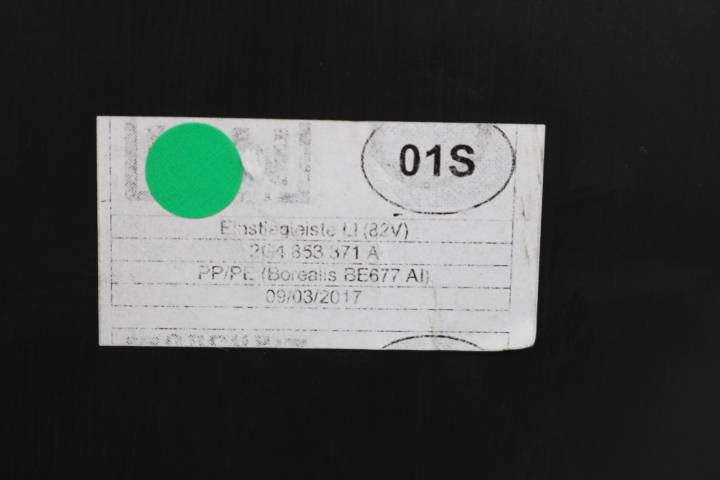 01S
Einstiegleiste LI (82V)
2G4 853 371 A
PP/PE (Borealis BE677 AI)
09/03/2017